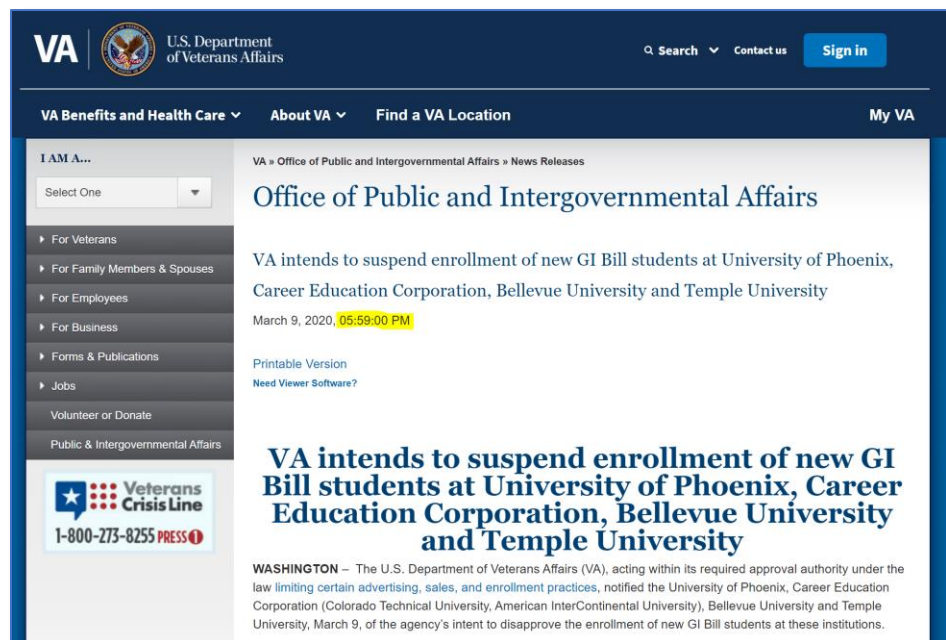 VA
U.S. Department
of Veterans Affairs
Search
Contact us
Sign in
VA Benefits and Health Care
About VA
Find a VA Location
My VA
I AM A...
Select One
For Veterans
For Family Members & Spouses
For Employees
For Business
Forms & Publications
Jobs
Volunteer or Donate
Public & Intergovernmental Affairs
Veterans
Crisis Line
1-800-273-8255 PRESS 1
VA » Office of Public and Intergovernmental Affairs » News Releases
Office of Public and Intergovernmental Affairs
VA intends to suspend enrollment of new GI Bill students at University of Phoenix,
Career Education Corporation, Bellevue University and Temple University
March 9, 2020, 05:59:00 PM
Printable Version
Need Viewer Software?
VA intends to suspend enrollment of new GI
Bill students at University of Phoenix, Career
Education Corporation, Bellevue University
and Temple University
WASHINGTON – The U.S. Department of Veterans Affairs (VA), acting within its required approval authority under the
law limiting certain advertising, sales, and enrollment practices, notified the University of Phoenix, Career Education
Corporation (Colorado Technical University, American InterContinental University), Bellevue University and Temple
University, March 9, of the agency's intent to disapprove the enrollment of new GI Bill students at these institutions.